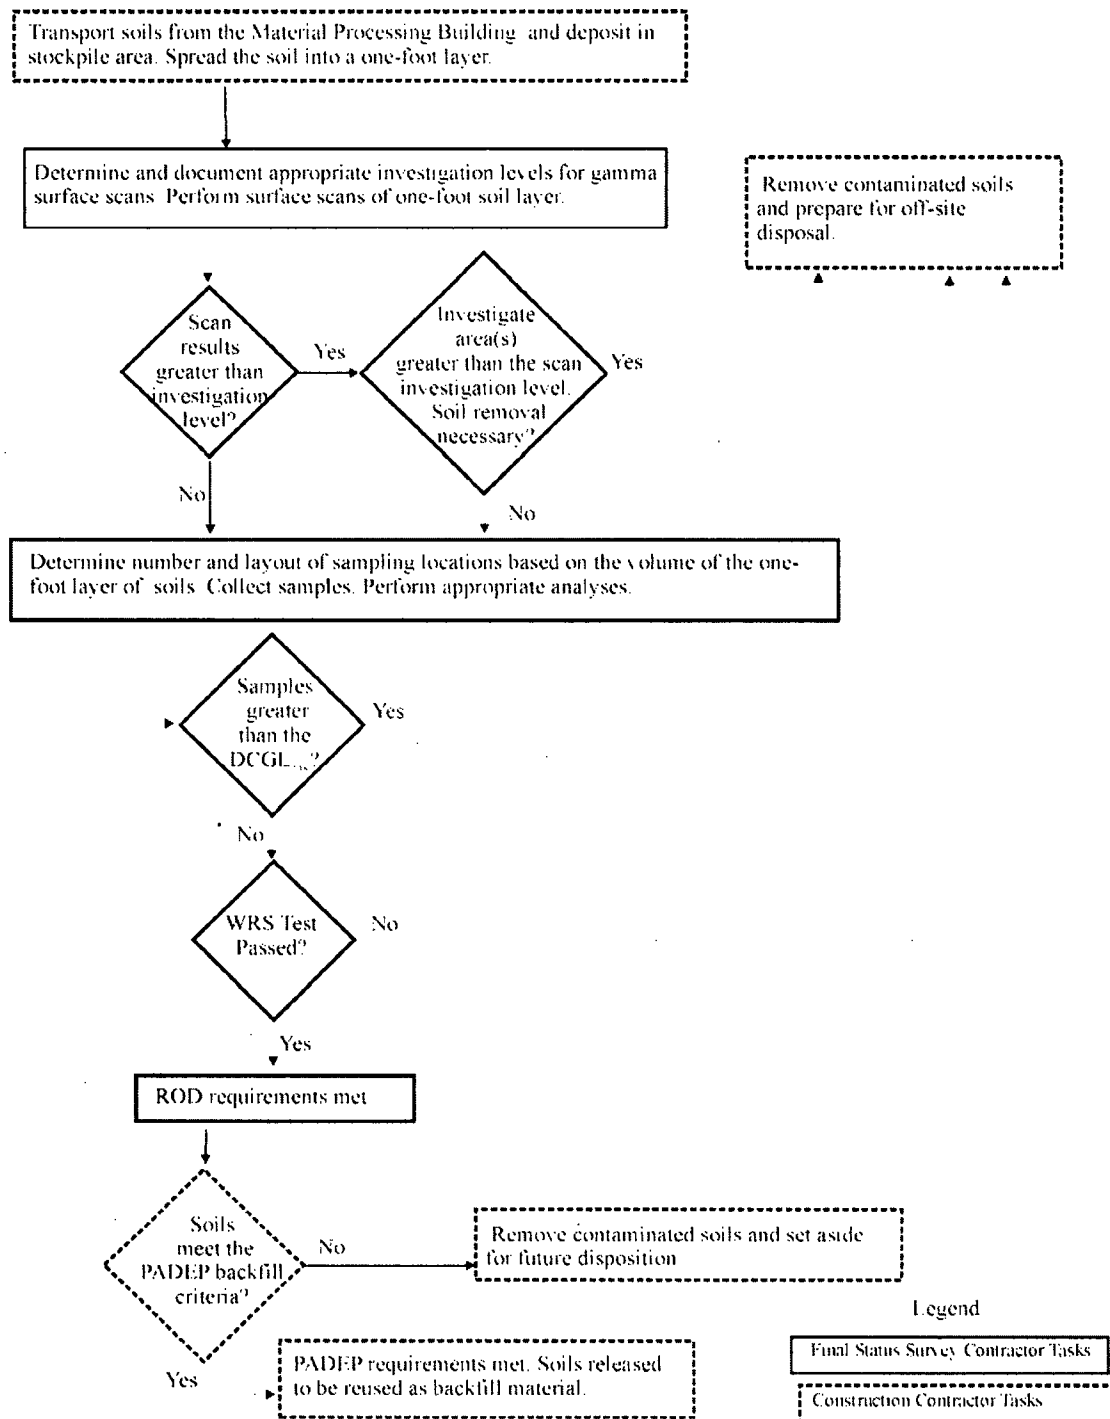 Transport soils from the Material Processing Building and deposit in
stockpile area. Spread the soil into a one-foot layer.
Determine and document appropriate investigation levels for gamma
surface scans. Perform surface scans of one-foot soil layer.
Remove contaminated soils
and prepare for off-site
disposal.
Scan
results
greater than
investigation
level?
Yes
Investigate
area(s)
greater than the scan
investigation level.
Soil removal
necessary?
Yes
No
No
Determine number and layout of sampling locations based on the volume of the one-
foot layer of soils. Collect samples. Perform appropriate analyses.
Samples
greater
than the
DCGL
Yes
No
WRS Test
Passed?
No
Yes
ROD requirements met
Soils
meet the
PADEP backfill
criteria?
No
Remove contaminated soils and set aside
for future disposition
Yes
PADEP requirements met. Soils released
to be reused as backfill material.
Legend
Final Status Survey Contractor Tasks
Construction Contractor Tasks